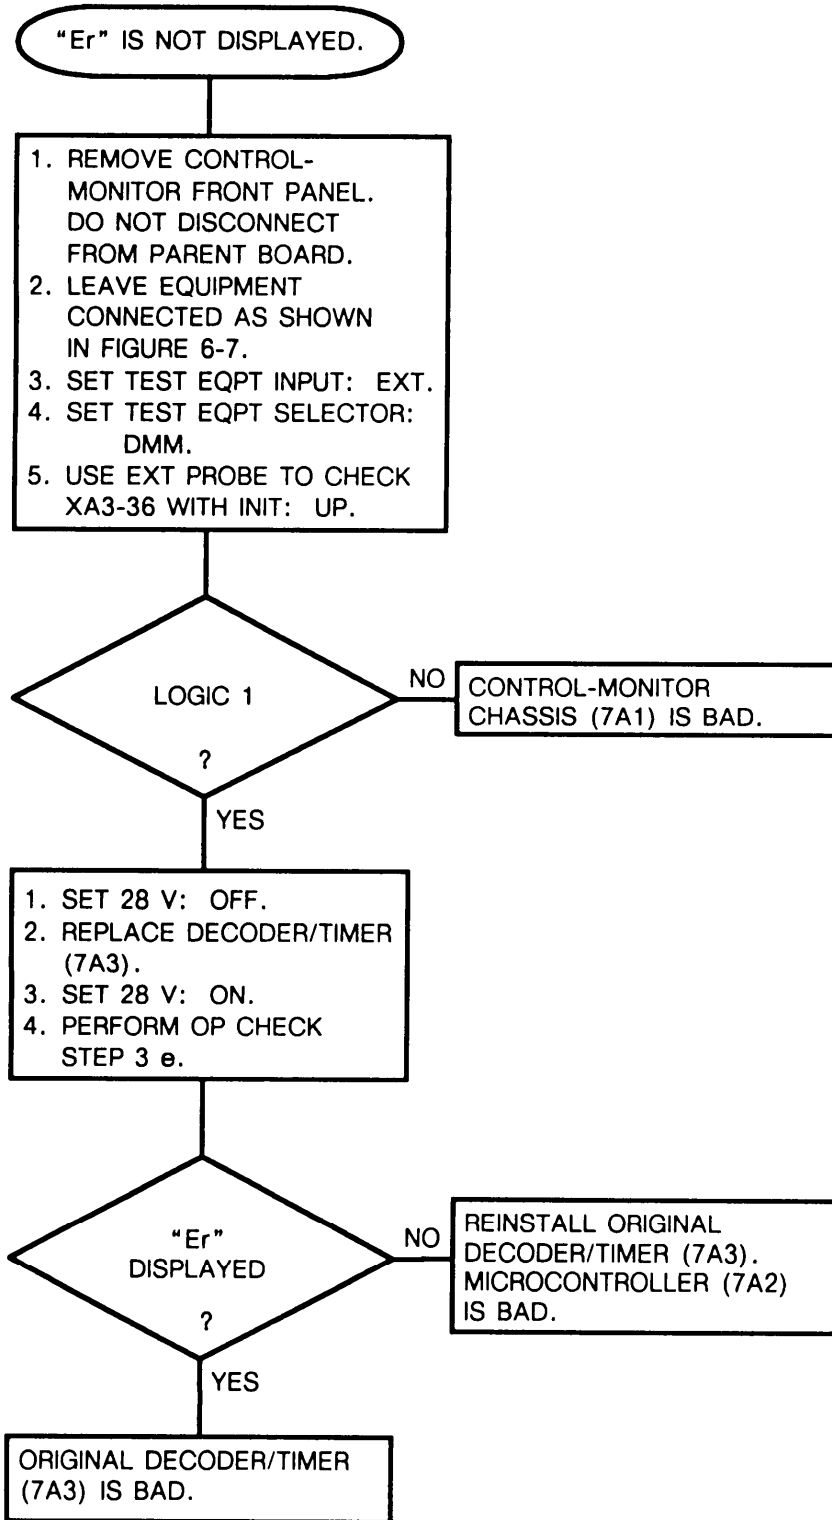 “Er” IS NOT DISPLAYED.
1. REMOVE CONTROL-
MONITOR FRONT PANEL.
DO NOT DISCONNECT
FROM PARENT BOARD.
2. LEAVE EQUIPMENT
CONNECTED AS SHOWN
IN FIGURE 6-7.
3. SET TEST EQPT INPUT: EXT.
4. SET TEST EQPT SELECTOR:
DMM.
5. USE EXT PROBE TO CHECK
XA3-36 WITH INIT: UP.
LOGIC 1
?
NO
CONTROL-MONITOR
CHASSIS (7A1) IS BAD.
YES
1. SET 28 V: OFF.
2. REPLACE DECODER/TIMER
(7A3).
3. SET 28 V: ON.
4. PERFORM OP CHECK
STEP 3 e.
“Er”
DISPLAYED
?
NO
REINSTALL ORIGINAL
DECODER/TIMER (7A3).
MICROCONTROLLER (7A2)
IS BAD.
YES
ORIGINAL DECODER/TIMER
(7A3) IS BAD.